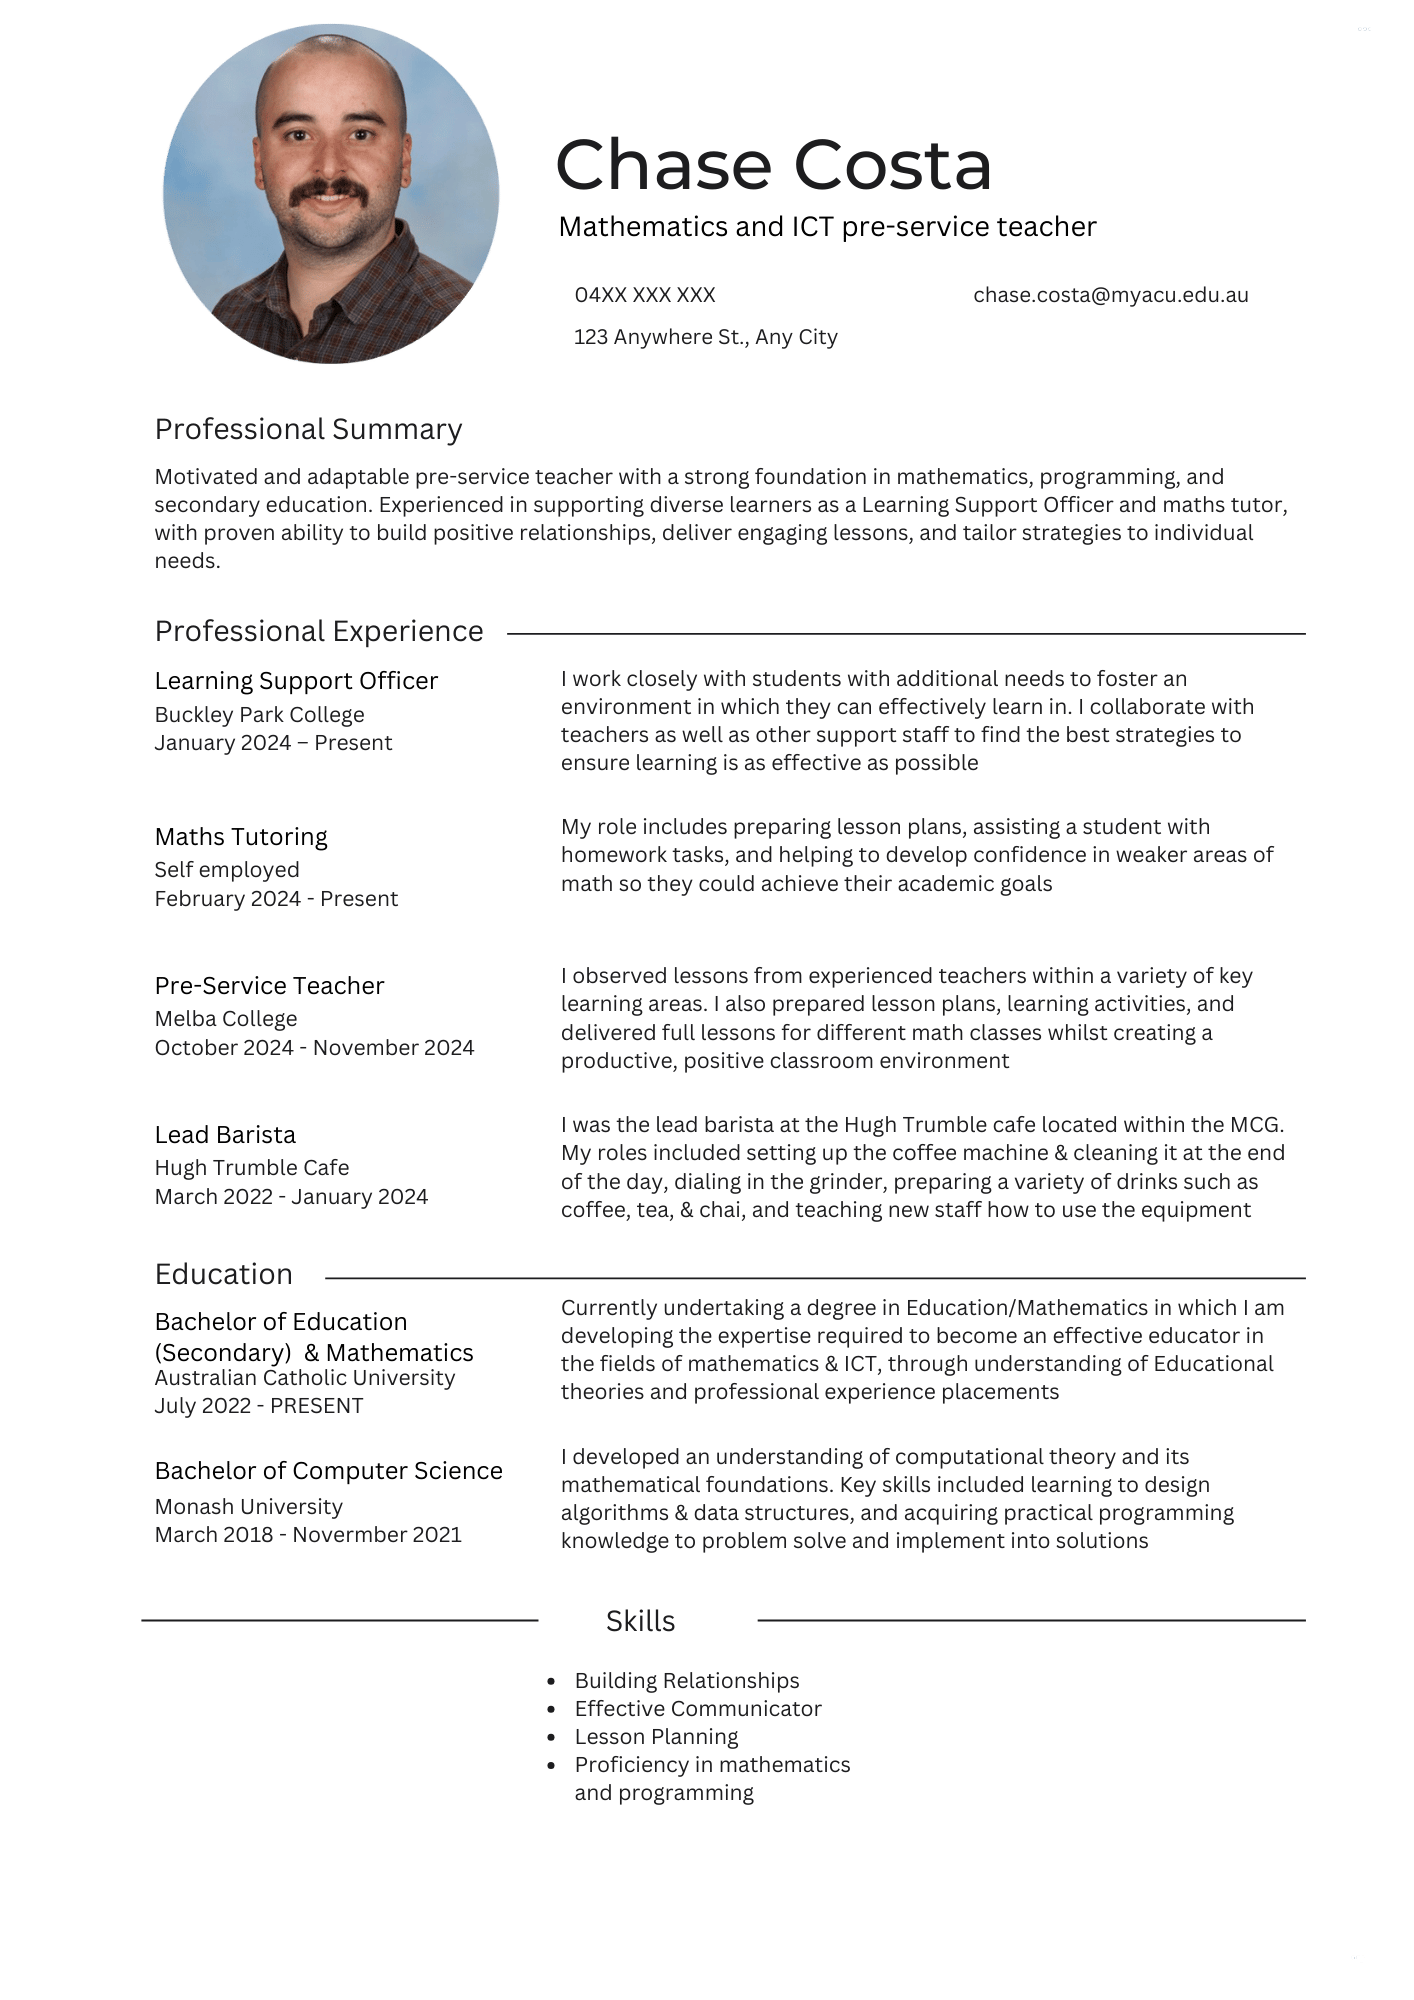 Chase Costa
Mathematics and ICT pre-service teacher
04XX XXX XXX
chase.costa@myacu.edu.au
123 Anywhere St., Any City
Professional Summary
Motivated and adaptable pre-service teacher with a strong foundation in mathematics, programming, and
secondary education. Experienced in supporting diverse learners as a Learning Support Officer and maths tutor,
with proven ability to build positive relationships, deliver engaging lessons, and tailor strategies to individual
needs.
Professional Experience
Learning Support Officer
Buckley Park College
January 2024 – Present
I work closely with students with additional needs to foster an
environment in which they can effectively learn in. I collaborate with
teachers as well as other support staff to find the best strategies to
ensure learning is as effective as possible
Maths Tutoring
Self employed
February 2024 - Present
My role includes preparing lesson plans, assisting a student with
homework tasks, and helping to develop confidence in weaker areas of
math so they could achieve their academic goals
Pre-Service Teacher
Melba College
October 2024 - November 2024
I observed lessons from experienced teachers within a variety of key
learning areas. I also prepared lesson plans, learning activities, and
delivered full lessons for different math classes whilst creating a
productive, positive classroom environment
Lead Barista
Hugh Trumble Cafe
March 2022 - January 2024
I was the lead barista at the Hugh Trumble cafe located within the MCG.
My roles included setting up the coffee machine & cleaning it at the end
of the day, dialing in the grinder, preparing a variety of drinks such as
coffee, tea, & chai, and teaching new staff how to use the equipment
Education
Bachelor of Education
(Secondary)  & Mathematics
Australian Catholic University
July 2022 - PRESENT
Currently undertaking a degree in Education/Mathematics in which I am
developing the expertise required to become an effective educator in
the fields of mathematics & ICT, through understanding of Educational
theories and professional experience placements
Bachelor of Computer Science
Monash University
March 2018 - Novermber 2021
I developed an understanding of computational theory and its
mathematical foundations. Key skills included learning to design
algorithms & data structures, and acquiring practical programming
knowledge to problem solve and implement into solutions
Skills
• Building Relationships
• Effective Communicator
• Lesson Planning
• Proficiency in mathematics
and programming